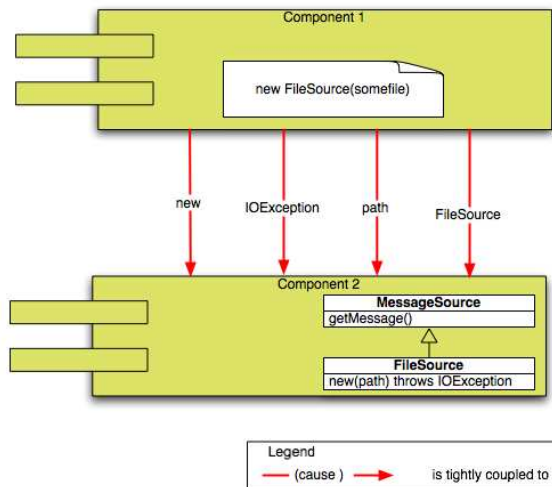 Component 1
new FileSource(somefile)
new
IOException
path
FileSource
Component 2
MessageSource
getMessage()
FileSource
new(path) throws IOException
Legend
(cause )
is tightly coupled to